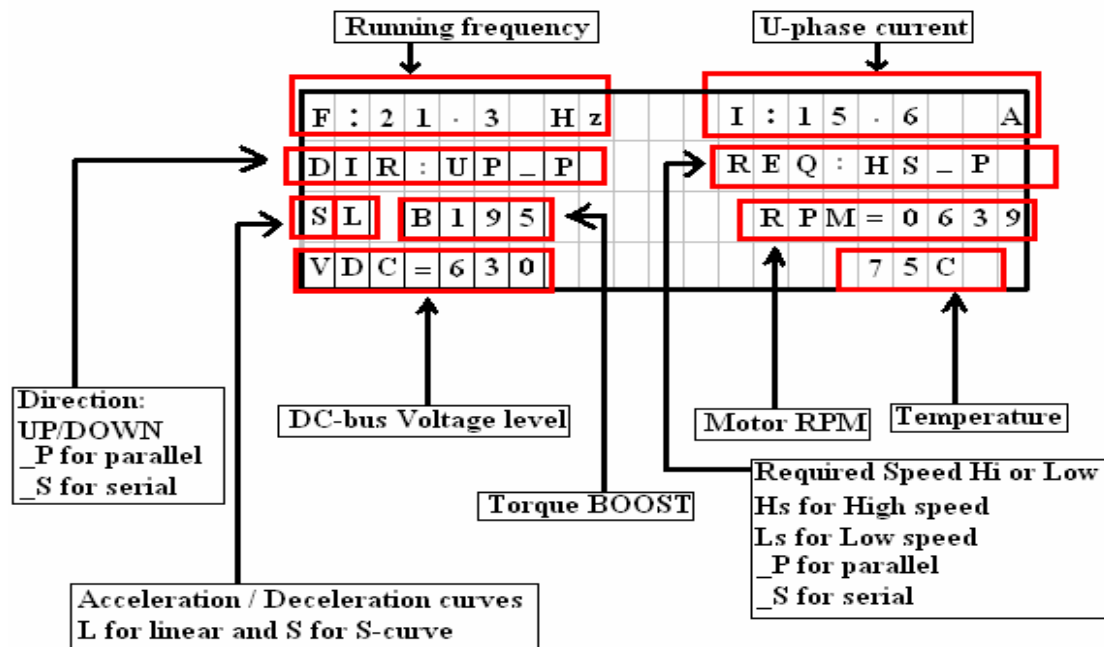 Running frequency
U-phase current
F:21.3 Hz I:15.6 A
DIR:UP_P REQ:HS_P
SL B195 RPM=0639
VDC=630 75C
Direction:
UP/DOWN
_P for parallel
_S for serial
DC-bus Voltage level
Motor RPM
Temperature
Torque BOOST
Required Speed Hi or Low
Hs for High speed
Ls for Low speed
_P for parallel
_S for serial
Acceleration / Deceleration curves
L for linear and S for S-curve